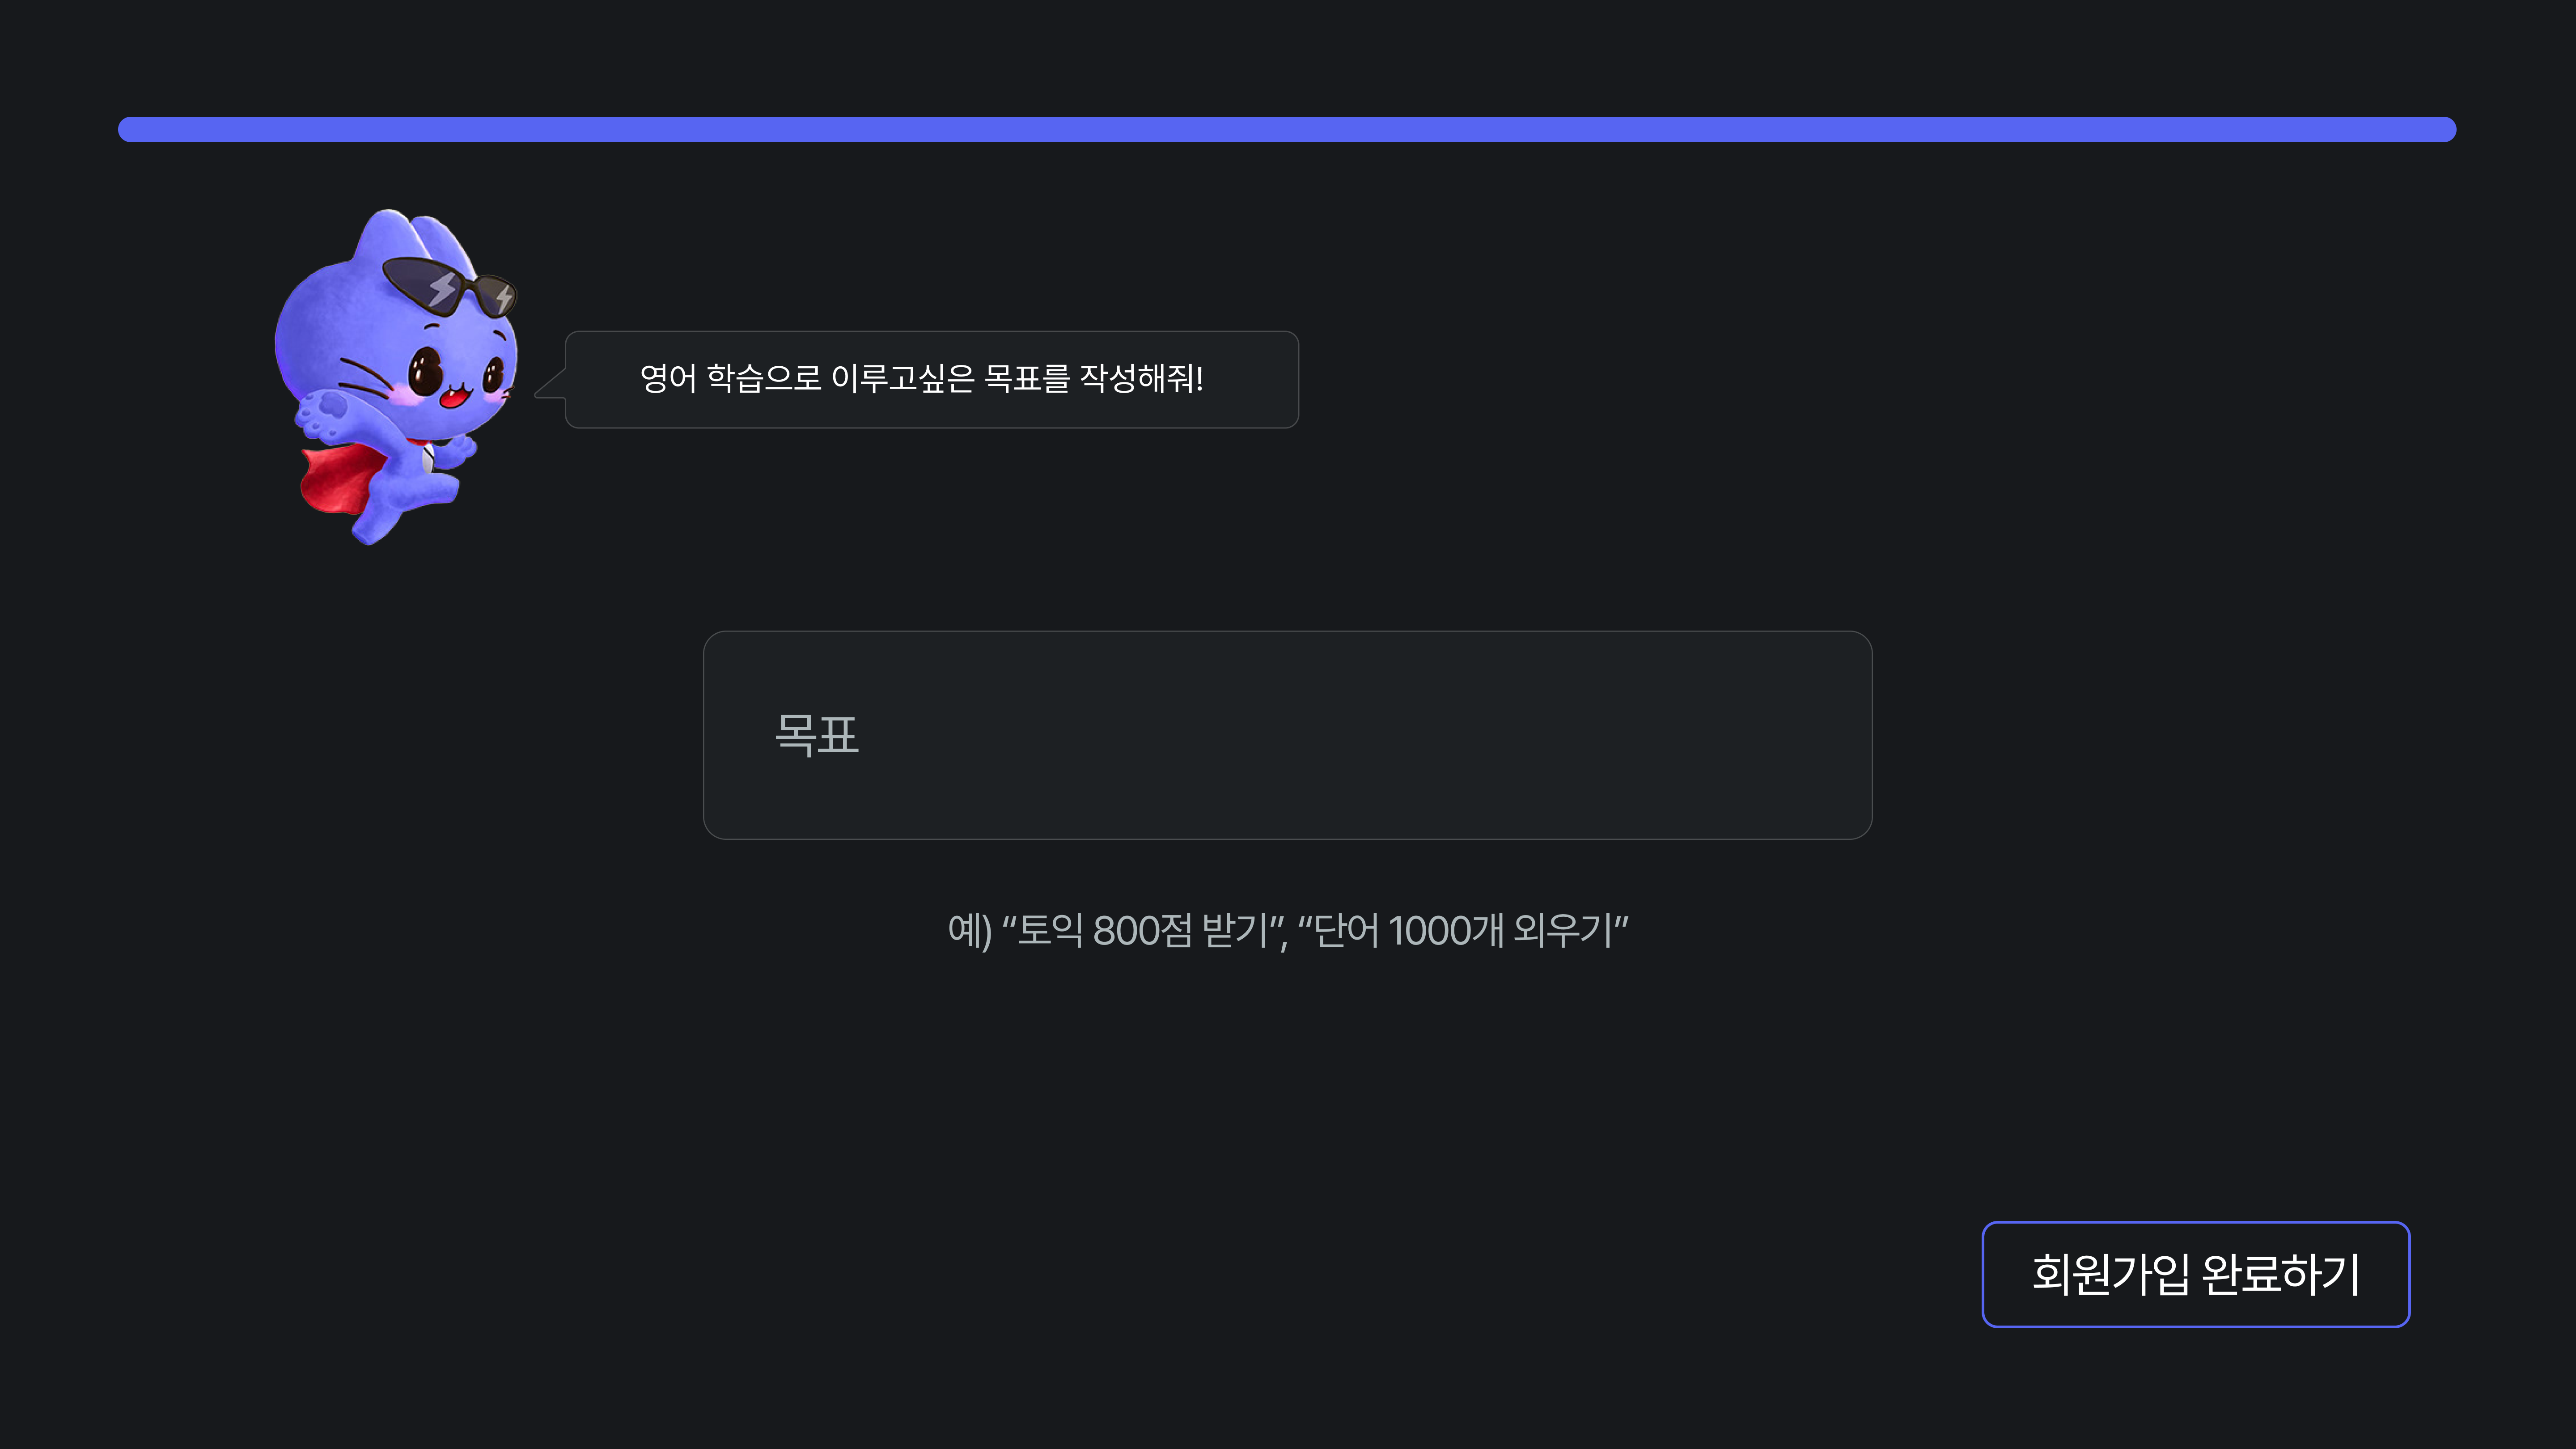 영어 학습으로 이루고싶은 목표를 작성해줘!
목표
예) “토익 800점 받기”, “단어 1000개 외우기”
회원가입 완료하기